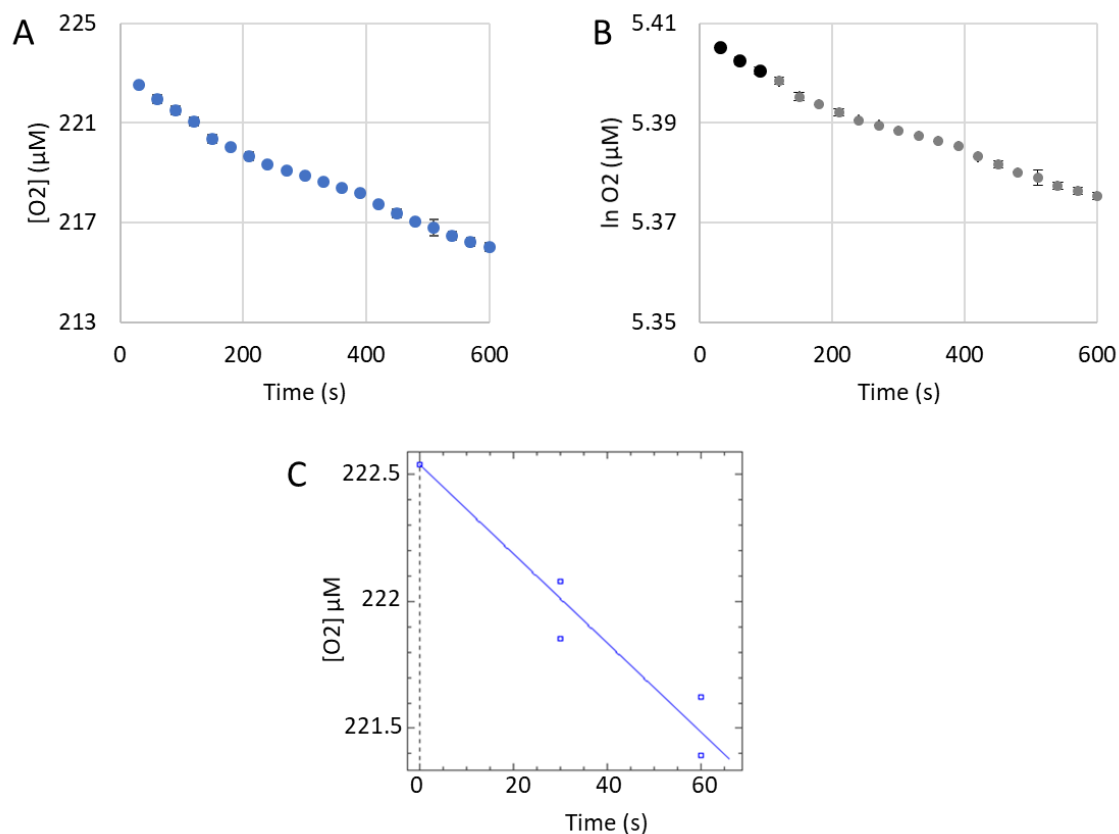 A
[O2] (µM)
225
221
217
213
0 200 400 600
Time (s)
B
ln O2 (µM)
5.41
5.39
5.37
5.35
0 200 400 600
Time (s)
C
[O2] µM
222.5
222
221.5
0 20 40 60
Time (s)